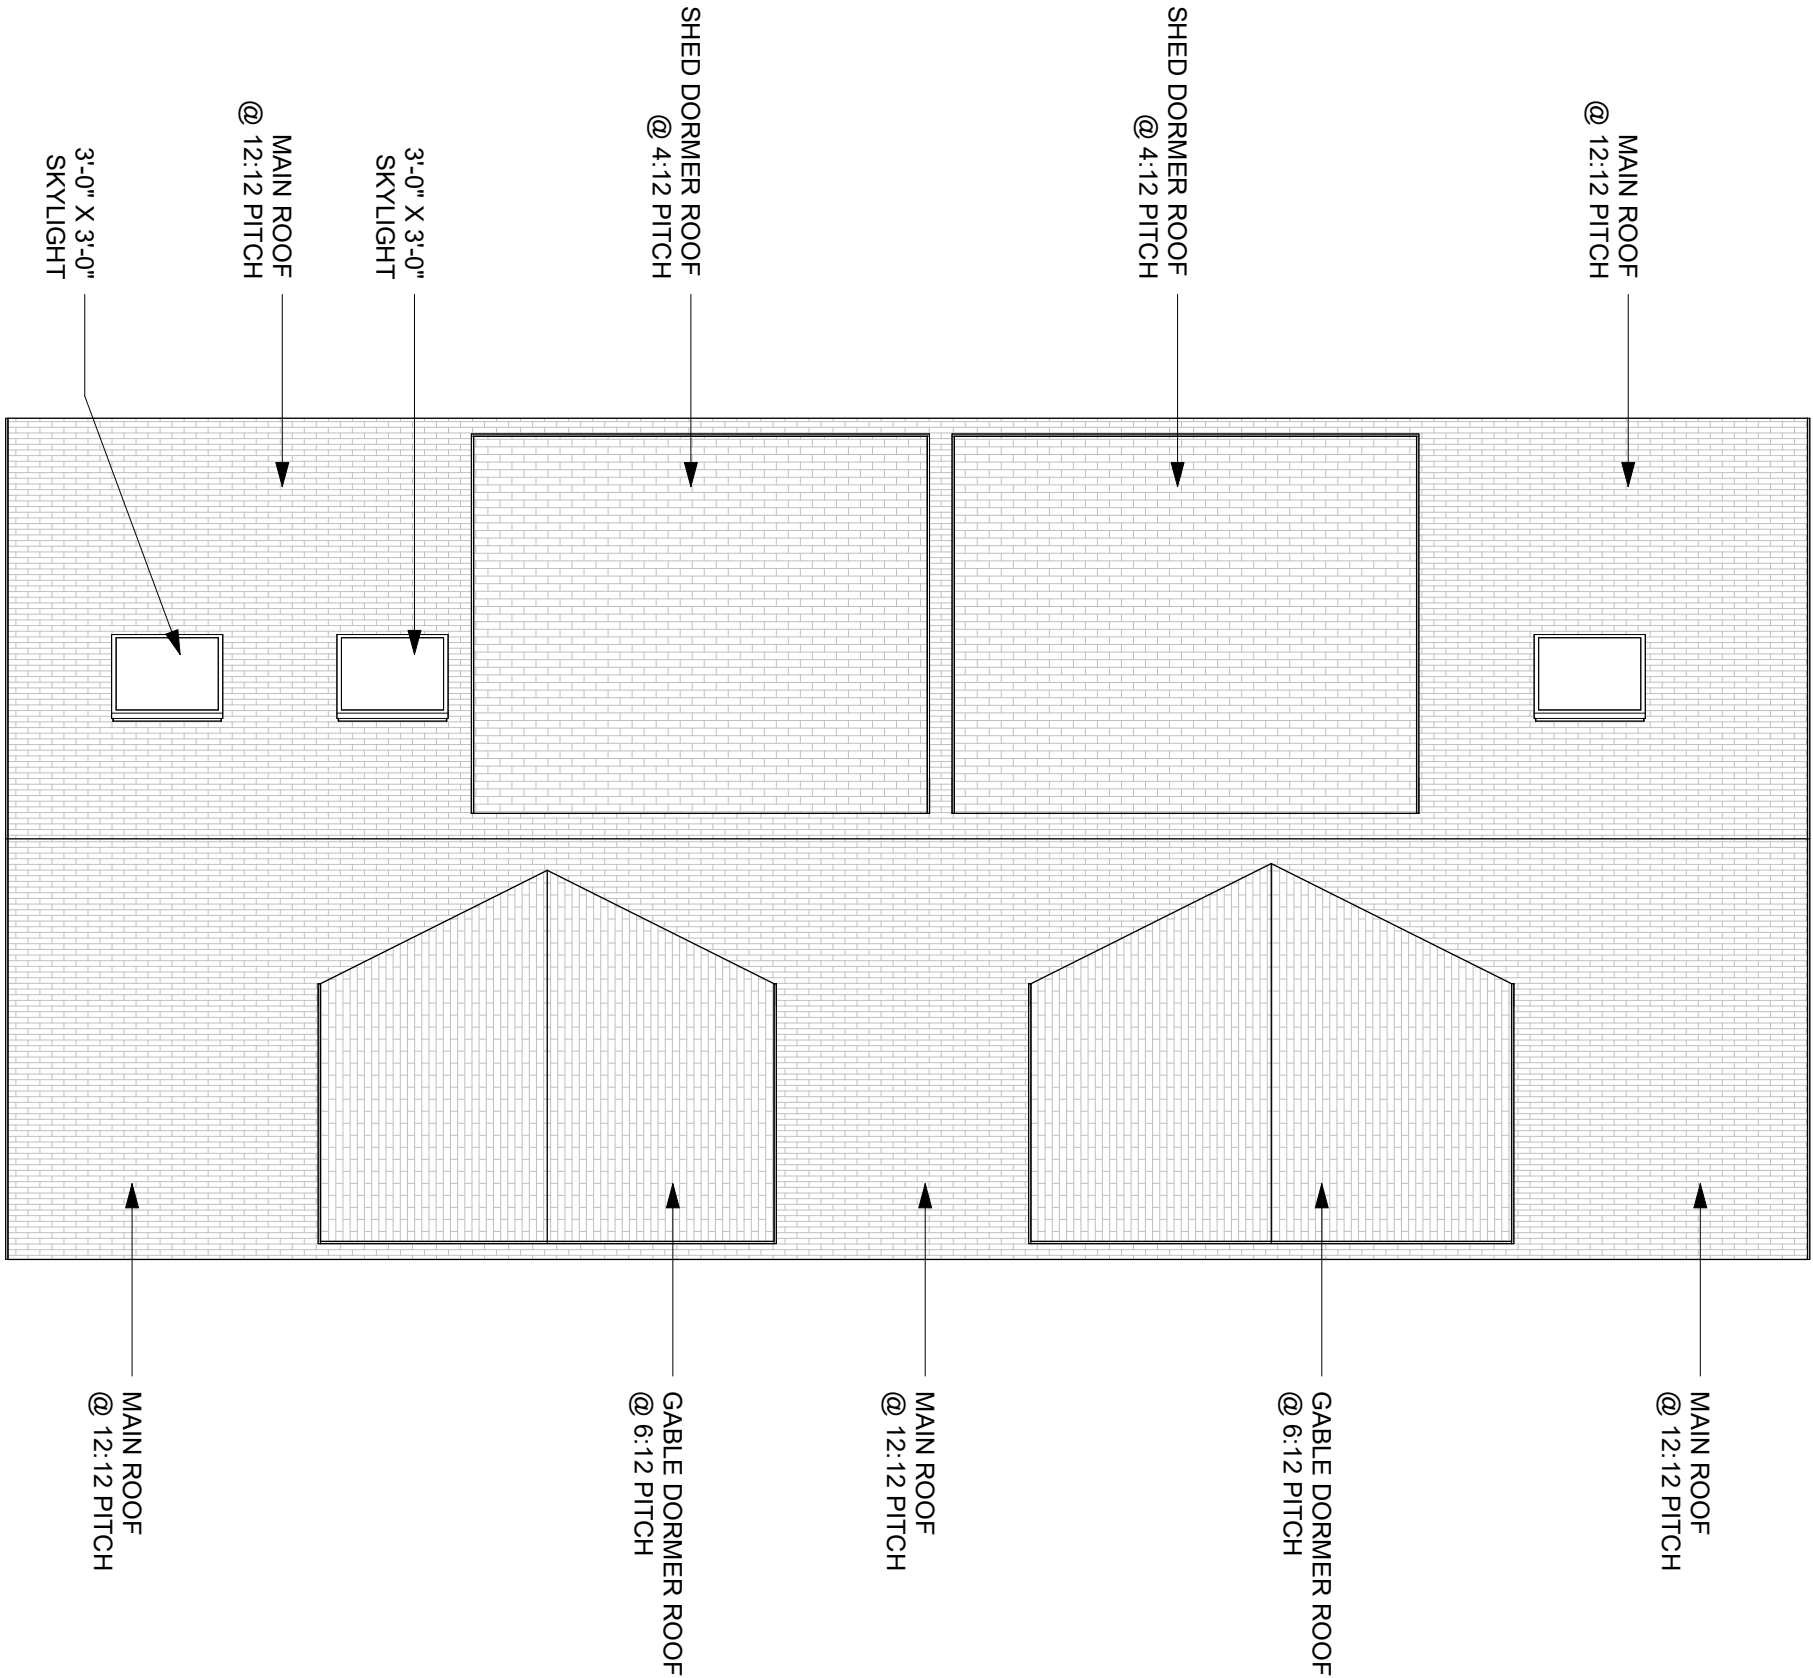 MAIN ROOF
@ 12:12 PITCH
SHED DORMER ROOF
@ 4:12 PITCH
SHED DORMER ROOF
@ 4:12 PITCH
3'-0" X 3'-0"
SKYLIGHT
MAIN ROOF
@ 12:12 PITCH
3'-0" X 3'-0"
SKYLIGHT
MAIN ROOF
@ 12:12 PITCH
GABLE DORMER ROOF
@ 6:12 PITCH
MAIN ROOF
@ 12:12 PITCH
GABLE DORMER ROOF
@ 6:12 PITCH
MAIN ROOF
@ 12:12 PITCH